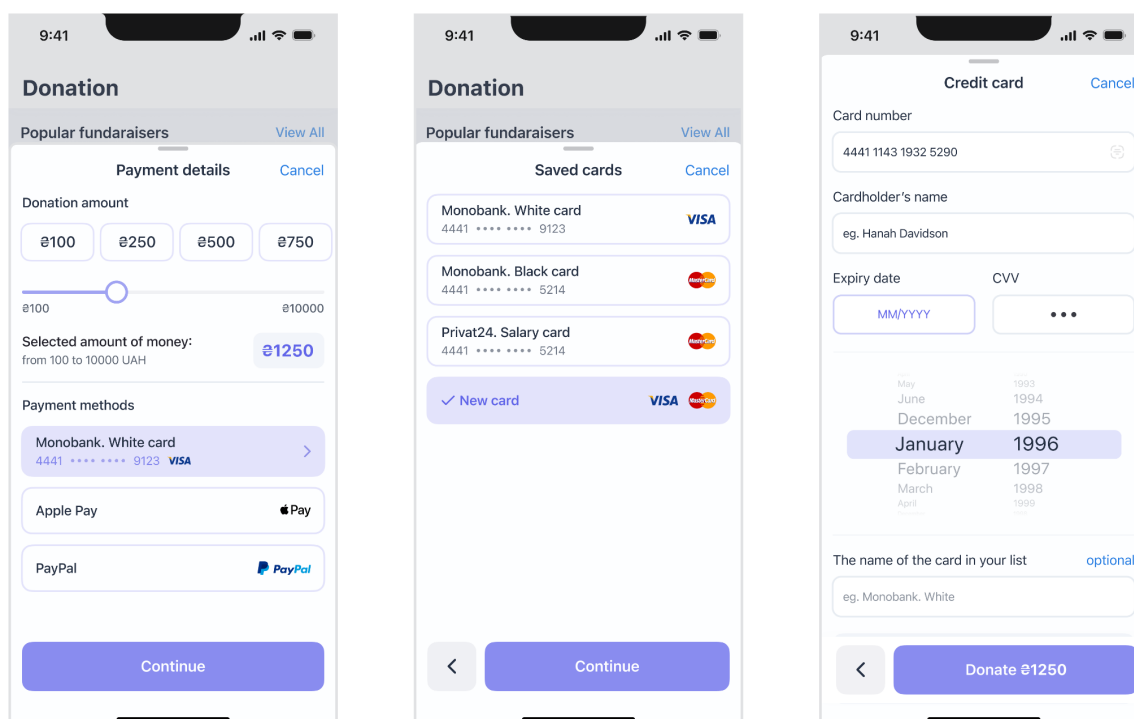 9:41
Donation
Popular fundaraisers View All
Payment details Cancel
Donation amount
₴100 ₴250 ₴500 ₴750
₴100 ₴10000
Selected amount of money:
from 100 to 10000 UAH
₴1250
Payment methods
Monobank. White card
4441 •••• •••• 9123 VISA
Apple Pay Pay
PayPal PayPal
Continue
9:41
Donation
Popular fundaraisers View All
Saved cards Cancel
Monobank. White card
4441 •••• •••• 9123 VISA
Monobank. Black card
4441 •••• •••• 5214 MasterCard
Privat24. Salary card
4441 •••• •••• 5214 MasterCard
✓ New card VISA MasterCard
Continue
9:41
Credit card Cancel
Card number
4441 1143 1932 5290
Cardholder’s name
eg. Hanah Davidson
Expiry date CVV
MM/YYYY •••
May 1993
June 1994
December 1995
January 1996
February 1997
March 1998
April 1999
The name of the card in your list optional
eg. Monobank. White
Donate ₴1250